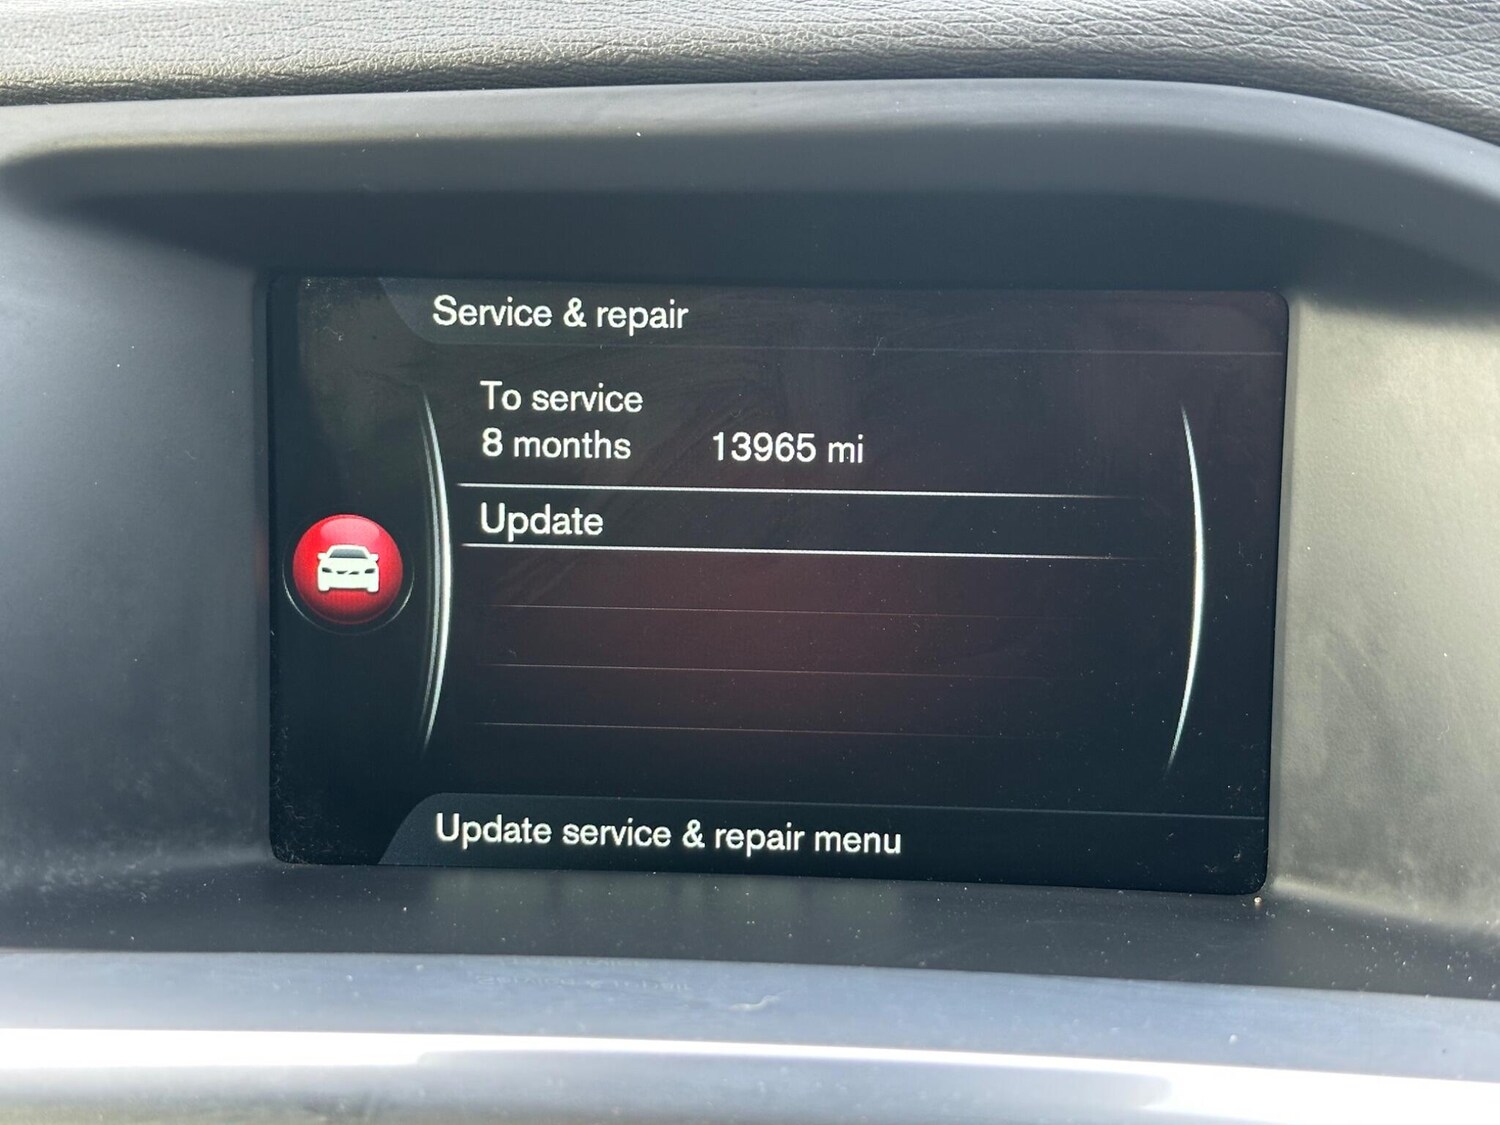 Service & repair
To service
8 months 13965 mi
Update
Update service & repair menu